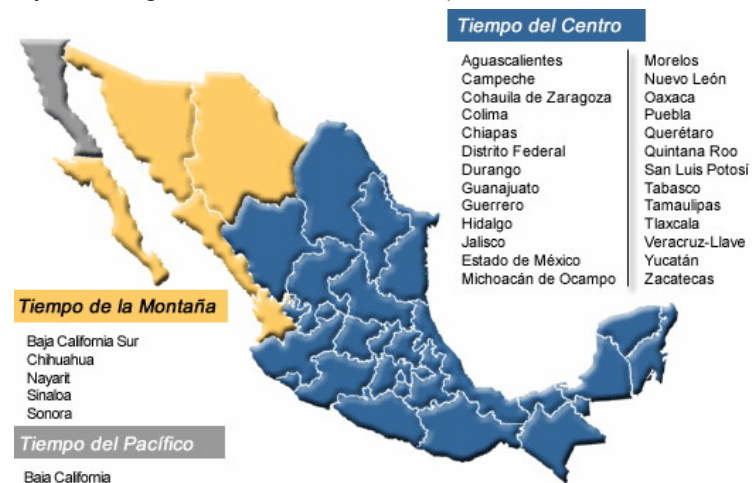 Tiempo del Centro
Aguascalientes
Campeche
Cohauila de Zaragoza
Colima
Chiapas
Distrito Federal
Durango
Guanajuato
Guerrero
Hidalgo
Jalisco
Estado de México
Michoacán de Ocampo
Morelos
Nuevo León
Oaxaca
Puebla
Querétaro
Quintana Roo
San Luis Potosí
Tabasco
Tamaulipas
Tlaxcala
Veracruz-Llave
Yucatán
Zacatecas
Tiempo de la Montaña
Baja California Sur
Chihuahua
Nayarit
Sinaloa
Sonora
Tiempo del Pacífico
Baja California